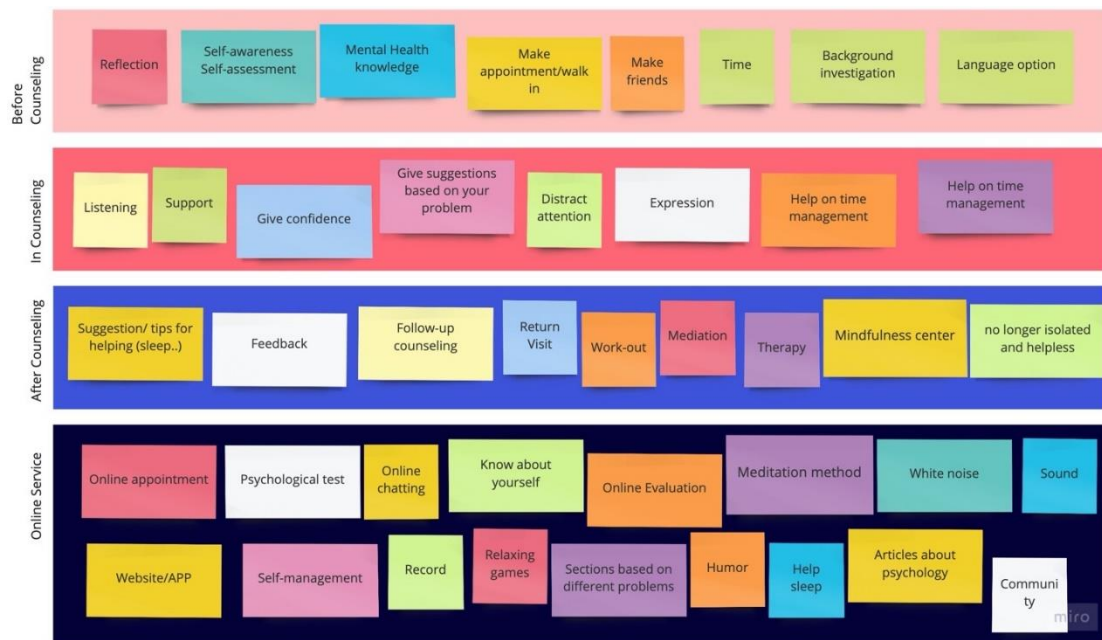 Before
Counseling
Reflection
Self-awareness
Self-assessment
Mental Health
knowledge
Make
appointment/walk
in
Make
friends
Time
Background
investigation
Language option
In Counseling
Listening
Support
Give confidence
Give suggestions
based on your
problem
Distract
attention
Expression
Help on time
management
Help on time
management
After Counseling
Suggestion/ tips for
helping (sleep..)
Feedback
Follow-up
counseling
Return
Visit
Work-out
Mediation
Therapy
Mindfulness center
no longer isolated
and helpless
Online Service
Online appointment
Psychological test
Online
chatting
Know about
yourself
Online Evaluation
Meditation method
White noise
Sound
Website/APP
Self-management
Record
Relaxing
games
Sections based on
different problems
Humor
Help
sleep
Articles about
psychology
Communi
ty
miro